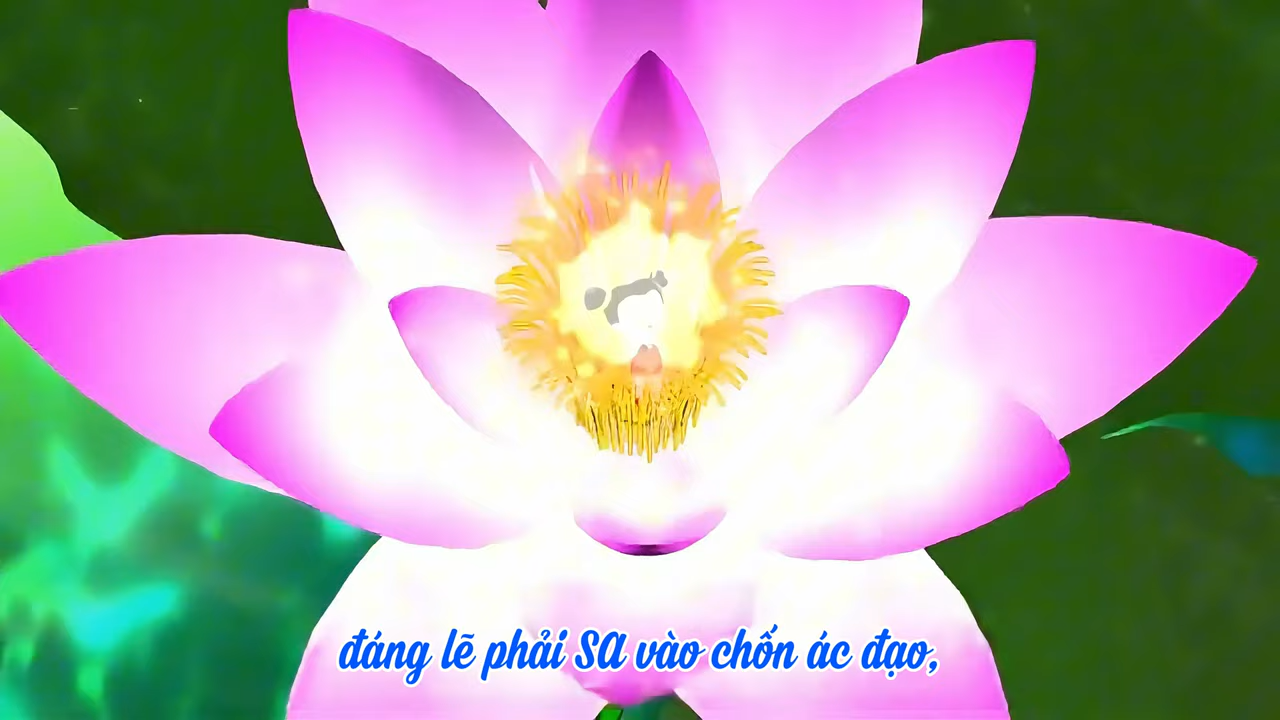 đáng lẽ phải SA vào chốn ác đạo,